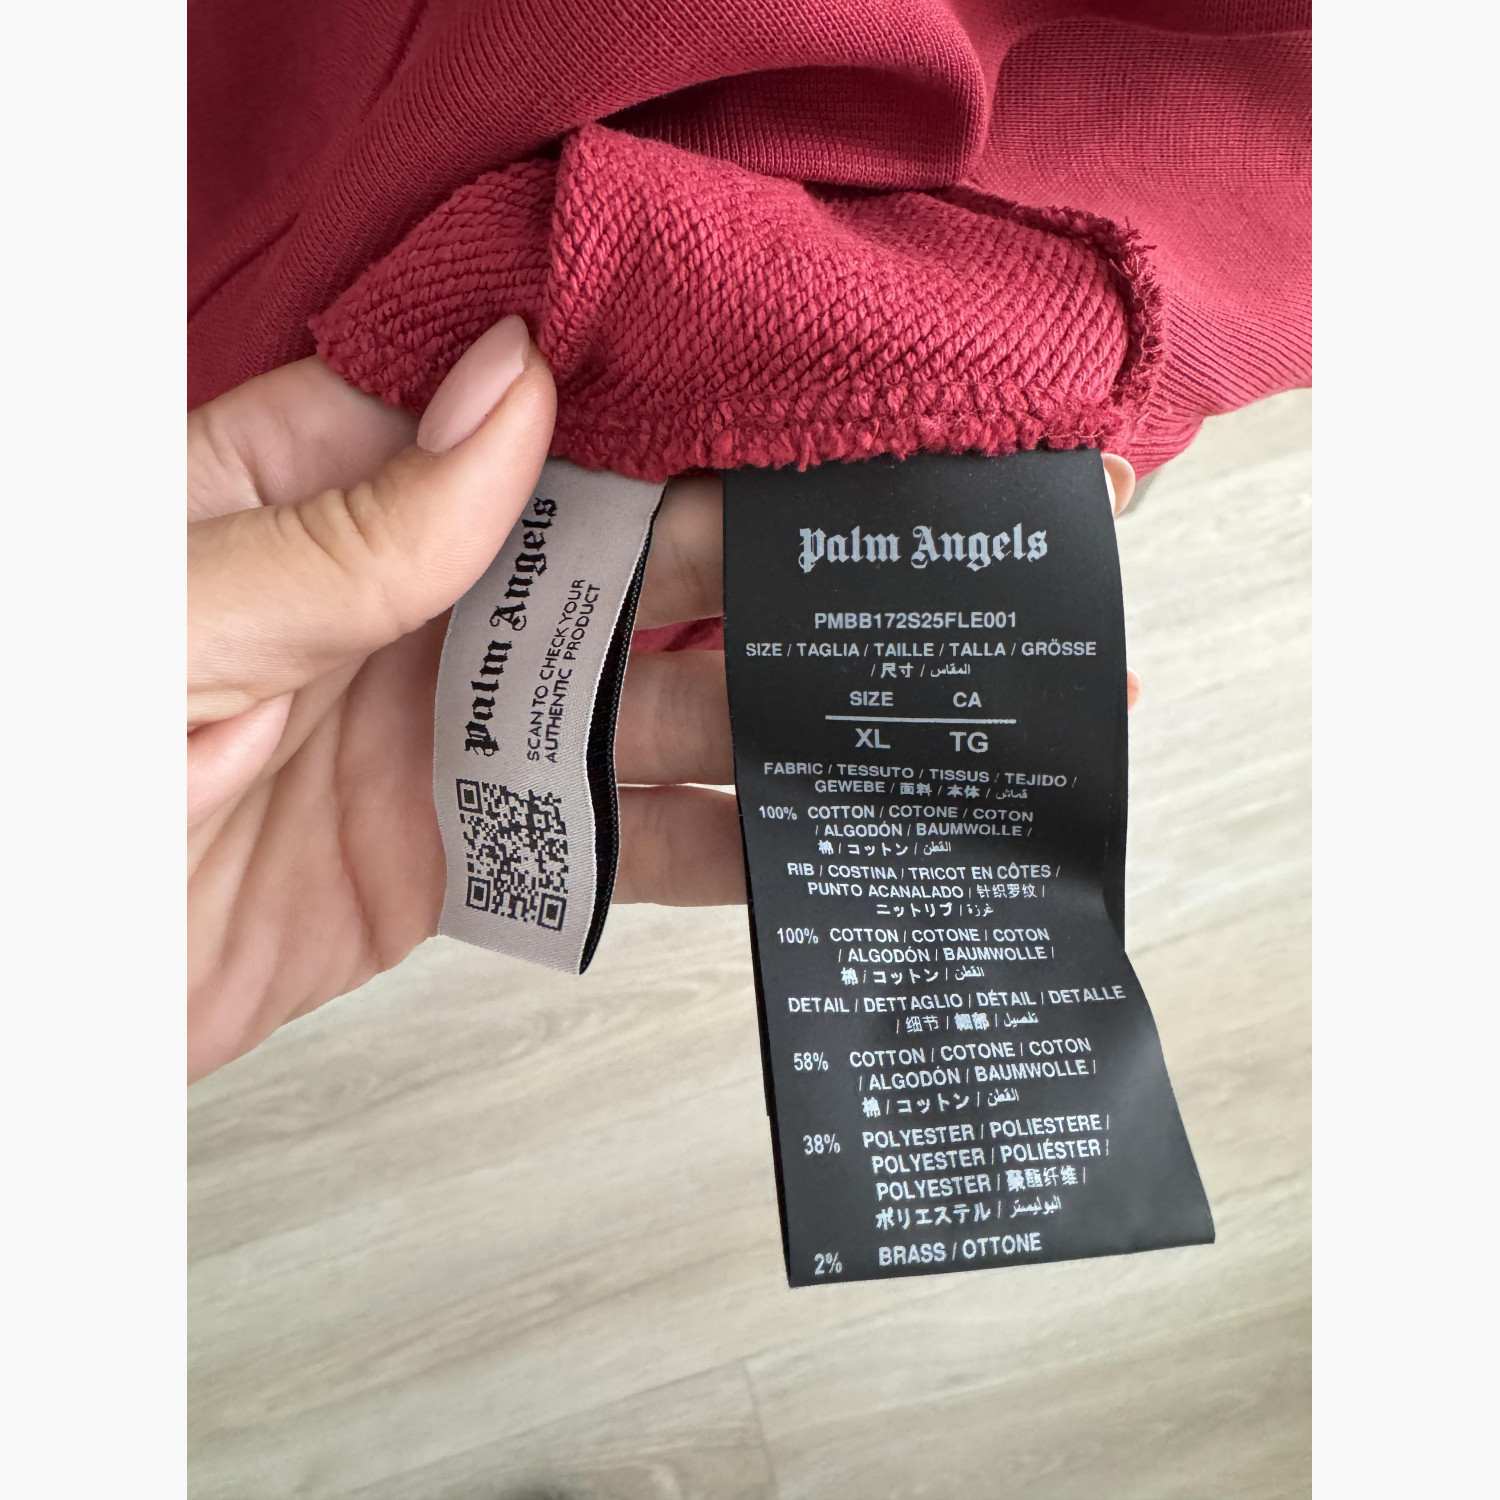 Palm Angels
SCAN TO CHECK YOUR
AUTHENTIC PRODUCT
Palm Angels
PMBB172S25FLE001
SIZE / TAGLIA / TAILLE / TALLA / GRÖSSE
/ 尺寸 / المقاس
SIZE CA
XL TG
FABRIC / TESSUTO / TISSUS / TEJIDO /
GEWEBE / 面料 / 本体 / قماش
100% COTTON / COTONE / COTON
/ ALGODÓN / BAUMWOLLE /
棉 / コットン / القطن
RIB / COSTINA / TRICOT EN CÔTES /
PUNTO ACANALADO / 针织罗纹 /
ニットリブ / غرزة
100% COTTON / COTONE / COTON
/ ALGODÓN / BAUMWOLLE /
棉 / コットン / القطن
DETAIL / DETTAGLIO / DÉTAIL / DETALLE
/ 细节 / 細部 / تفصيل
58% COTTON / COTONE / COTON
/ ALGODÓN / BAUMWOLLE /
棉 / コットン / القطن
38% POLYESTER / POLIESTERE /
POLYESTER / POLIÉSTER /
POLYESTER / 聚酯纤维 /
ポリエステル / البوليستر
2% BRASS / OTTONE